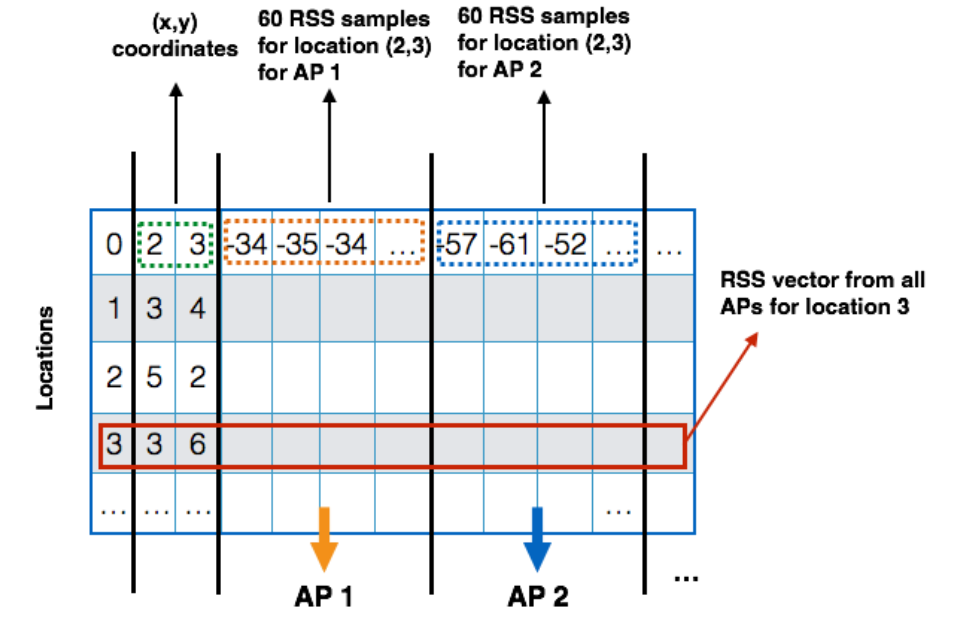 (x,y)
coordinates
60 RSS samples
for location (2,3)
for AP 1
60 RSS samples
for location (2,3)
for AP 2
0 2 3 -34 -35 -34 ... -57 -61 -52 ... ...
1 3 4
2 5 2
3 3 6
... ... ... ...
Locations
RSS vector from all
APs for location 3
AP 1
AP 2
...